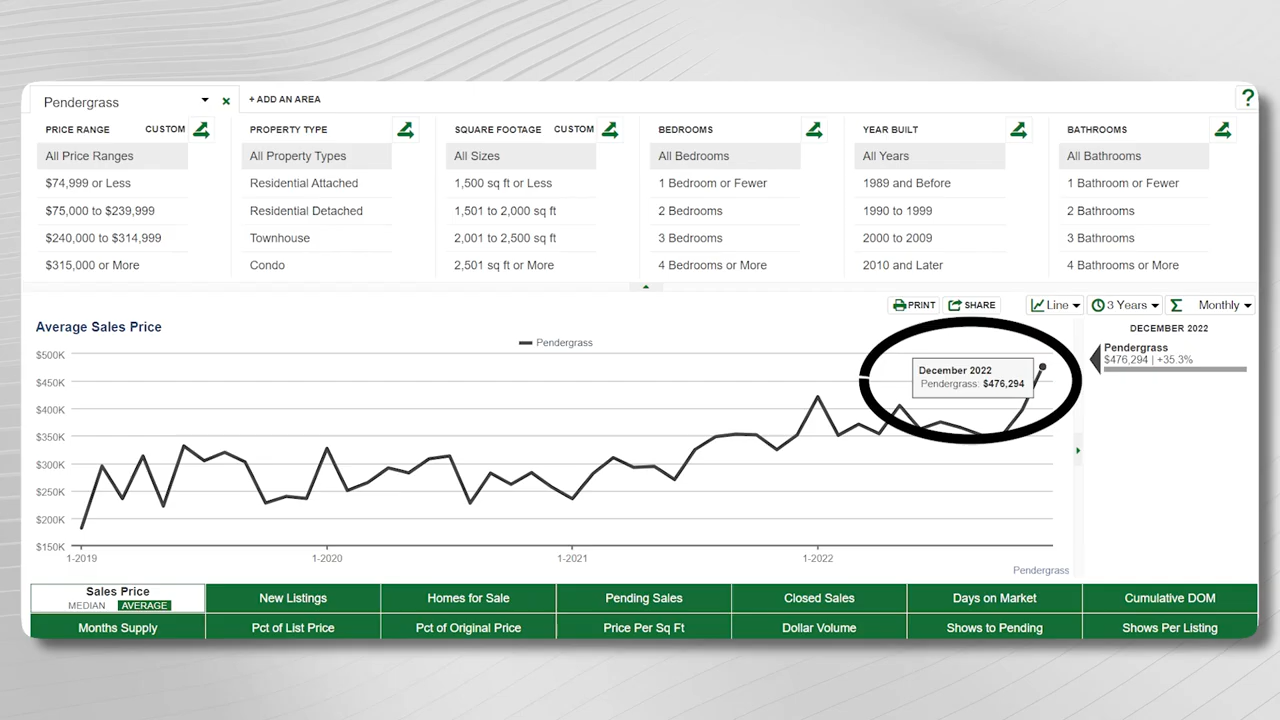 Pendergrass
+ ADD AN AREA
?
PRICE RANGE CUSTOM
All Price Ranges
$74,999 or Less
$75,000 to $239,999
$240,000 to $314,999
$315,000 or More
PROPERTY TYPE
All Property Types
Residential Attached
Residential Detached
Townhouse
Condo
SQUARE FOOTAGE CUSTOM
All Sizes
1,500 sq ft or Less
1,501 to 2,000 sq ft
2,001 to 2,500 sq ft
2,501 sq ft or More
BEDROOMS
All Bedrooms
1 Bedroom or Fewer
2 Bedrooms
3 Bedrooms
4 Bedrooms or More
YEAR BUILT
All Years
1989 and Before
1990 to 1999
2000 to 2009
2010 and Later
BATHROOMS
All Bathrooms
1 Bathroom or Fewer
2 Bathrooms
3 Bathrooms
4 Bathrooms or More
PRINT SHARE Line 3 Years Σ Monthly
Average Sales Price
Pendergrass
$500K
$450K
$400K
$350K
$300K
$250K
$200K
$150K
1-2019 1-2020 1-2021 1-2022
December 2022
Pendergrass: $476,294
Pendergrass
DECEMBER 2022
Pendergrass
$476,294 | +35.3%
Sales Price
MEDIAN AVERAGE
New Listings
Homes for Sale
Pending Sales
Closed Sales
Days on Market
Cumulative DOM
Months Supply
Pct of List Price
Pct of Original Price
Price Per Sq Ft
Dollar Volume
Shows to Pending
Shows Per Listing